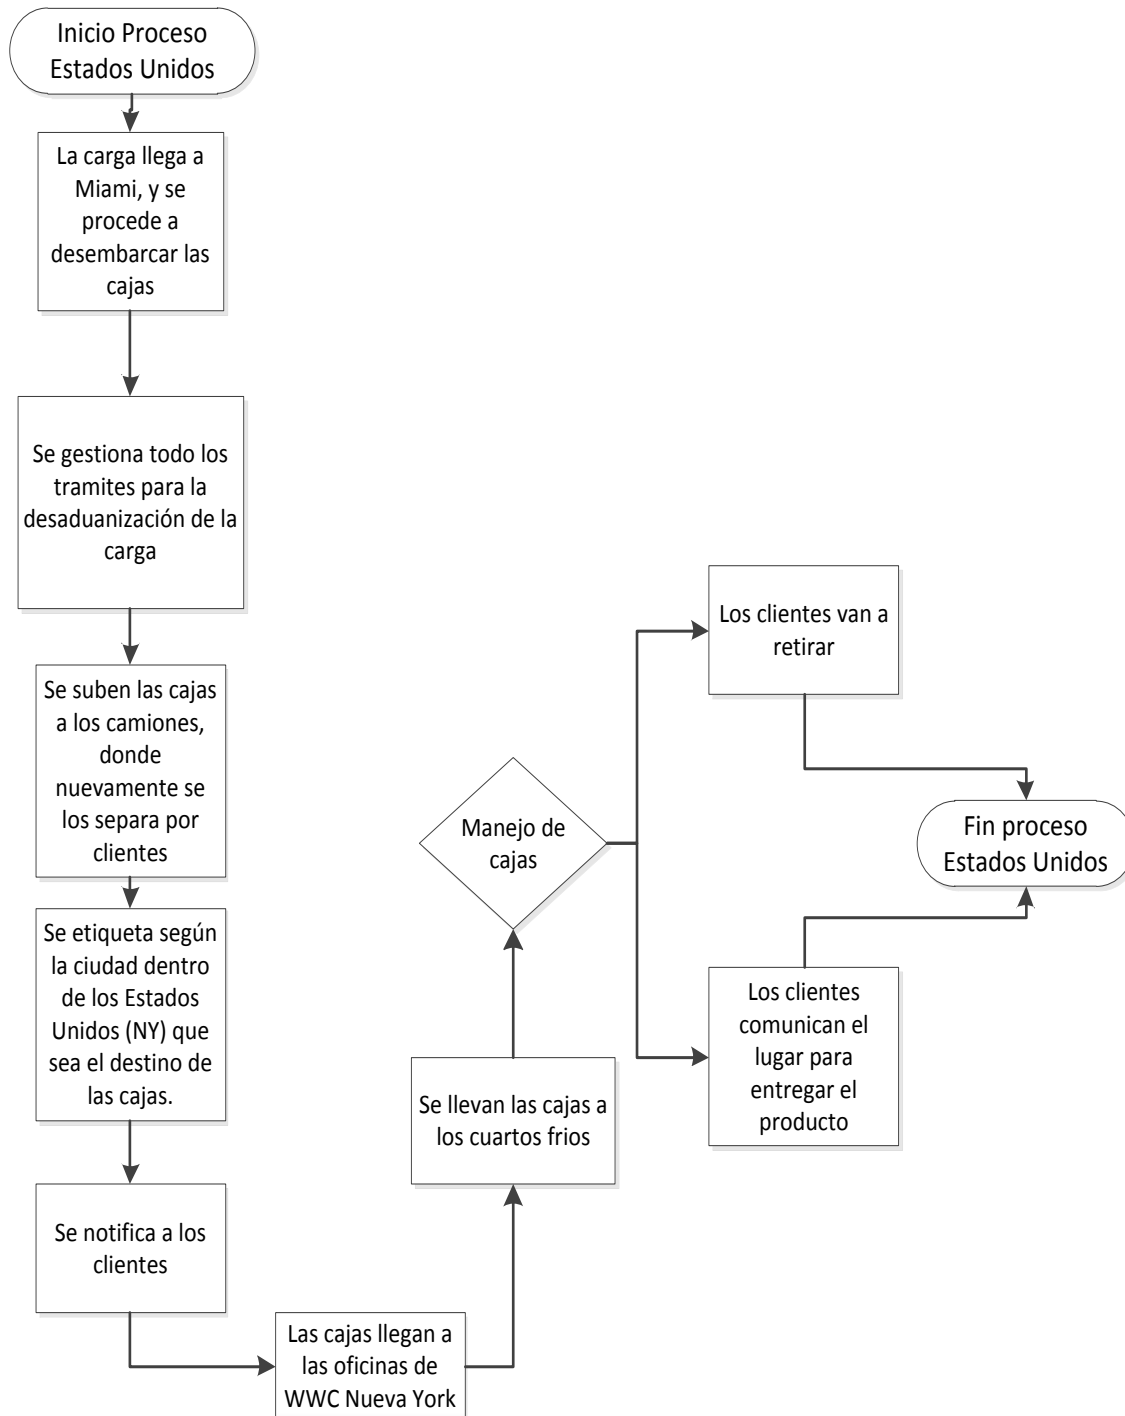 Inicio Proceso
Estados Unidos
La carga llega a
Miami, y se
procede a
desembarcar las
cajas
Se gestiona todo los
tramites para la
desaduanización de la
carga
Se suben las cajas
a los camiones,
donde
nuevamente se
los separa por
clientes
Se etiqueta según
la ciudad dentro
de los Estados
Unidos (NY) que
sea el destino de
las cajas.
Se notifica a los
clientes
Las cajas llegan a
las oficinas de
WWC Nueva York
Se llevan las cajas a
los cuartos frios
Manejo de
cajas
Los clientes van a
retirar
Los clientes
comunican el
lugar para
entregar el
producto
Fin proceso
Estados Unidos